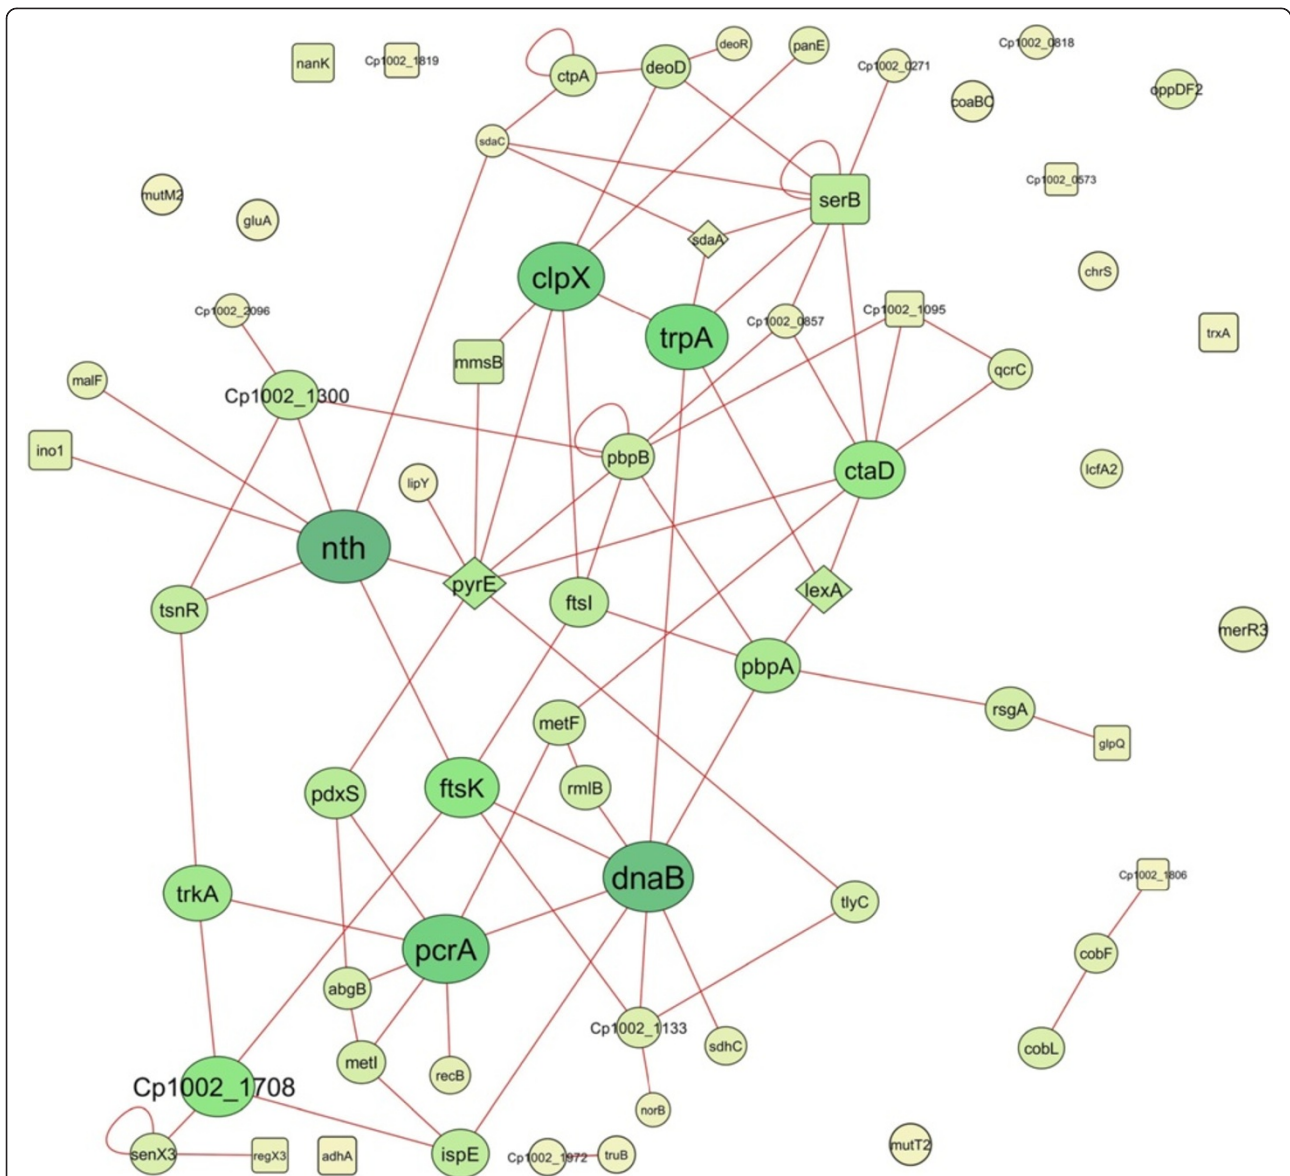 Cp1002_0818
deoR
panE
nanK
Cp1002_1819
ctpA
deoD
Cp1002_0271
coaBC
oppDF2
sdaC
Cp1002_0573
mutM2
serB
gluA
sdaA
clpX
chrS
Cp1002_2096
Cp1002_0857
Cp1002_1095
trxA
trpA
mmsB
qcrC
malF
Cp1002_1300
ino1
pbpB
ctaD
lcfA2
lipY
nth
pyrE
lexA
tsnR
ftsI
merR3
pbpA
rsgA
metF
glpQ
pdxS
ftsK
rmlB
Cp1002_1806
dnaB
trkA
tlyC
pcrA
cobF
abgB
Cp1002_1133
sdhC
cobL
metI
recB
Cp1002_1708
norB
mutT2
senX3
regX3
adhA
ispE
Cp1002_1972
truB